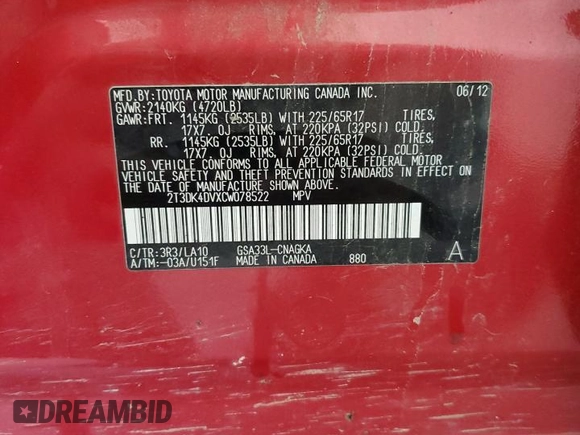 MFD.BY:TOYOTA MOTOR MANUFACTURING CANADA INC. 06/12
GVWR:2140KG (4720LB)
GAWR:FRT. 1145KG (2535LB) WITH 225/65R17 TIRES,
17X7. 0J RIMS, AT 220KPA (32PSI) COLD.
RR. 1145KG (2535LB) WITH 225/65R17 TIRES,
17X7. 0J RIMS, AT 220KPA (32PSI) COLD.
THIS VEHICLE CONFORMS TO ALL APPLICABLE FEDERAL MOTOR
VEHICLE SAFETY AND THEFT PREVENTION STANDARDS IN EFFECT
ON THE DATE OF MANUFACTURE SHOWN ABOVE.
2T3DK4DVXCW078522 MPV
C/TR:3R3/LA10 GSA33L-CNAGKA
A/TM:-03A/U151F MADE IN CANADA 880 A
DREAMBID